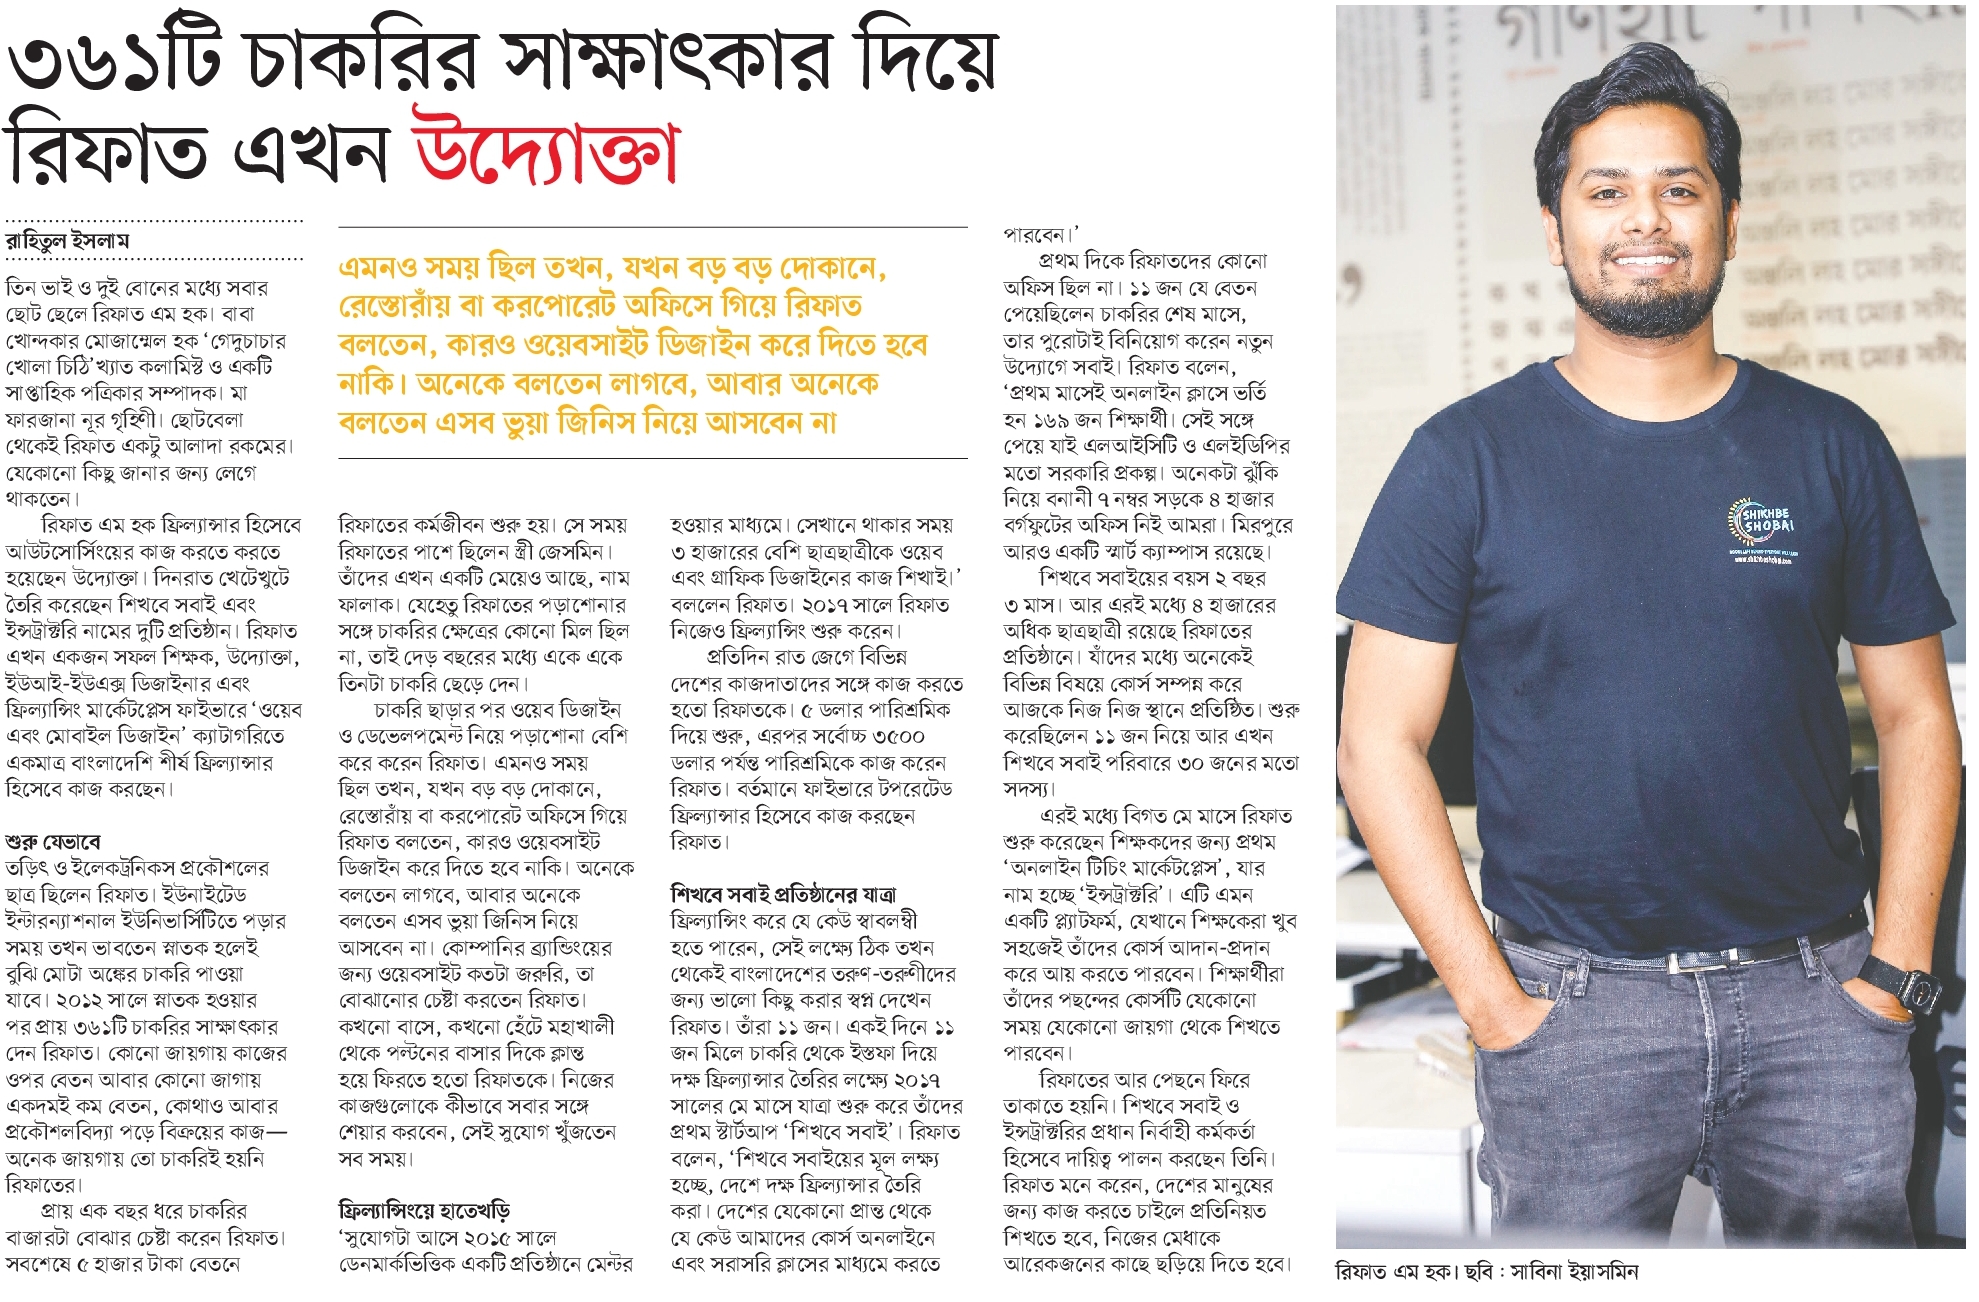 ৩৬১টি চাকরির সাক্ষাৎকার দিয়ে
রিফাত এখন উদ্যোক্তা
রাহিতুল ইসলাম
তিন ভাই ও দুই বোনের মধ্যে সবার
ছোট ছেলে রিফাত এম হক। বাবা
খোন্দকার মোজাম্মেল হক ‘গেদুচাচার
খোলা চিঠি’খ্যাত কলামিস্ট ও একটি
সাপ্তাহিক পত্রিকার সম্পাদক। মা
ফারজানা নূর গৃহিণী। ছোটবেলা
থেকেই রিফাত একটু আলাদা রকমের।
যেকোনো কিছু জানার জন্য লেগে
থাকতেন।
রিফাত এম হক ফ্রিল্যান্সার হিসেবে
আউটসোর্সিংয়ের কাজ করতে করতে
হয়েছেন উদ্যোক্তা। দিনরাত খেটেখুটে
তৈরি করেছেন শিখবে সবাই এবং
ইন্সট্রাক্টরি নামের দুটি প্রতিষ্ঠান। রিফাত
এখন একজন সফল শিক্ষক, উদ্যোক্তা,
ইউআই-ইউএক্স ডিজাইনার এবং
ফ্রিল্যান্সিং মার্কেটপ্লেস ফাইভারে ‘ওয়েব
এবং মোবাইল ডিজাইন’ ক্যাটাগরিতে
একমাত্র বাংলাদেশি শীর্ষ ফ্রিল্যান্সার
হিসেবে কাজ করছেন।
শুরু যেভাবে
তড়িৎ ও ইলেকট্রনিকস প্রকৌশলের
ছাত্র ছিলেন রিফাত। ইউনাইটেড
ইন্টারন্যাশনাল ইউনিভার্সিটিতে পড়ার
সময় তখন ভাবতেন স্নাতক হলেই
বুঝি মোটা অঙ্কের চাকরি পাওয়া
যাবে। ২০১২ সালে স্নাতক হওয়ার
পর প্রায় ৩৬১টি চাকরির সাক্ষাৎকার
দেন রিফাত। কোনো জায়গায় কাজের
ওপর বেতন আবার কোনো জাগায়
একদমই কম বেতন, কোথাও আবার
প্রকৌশলবিদ্যা পড়ে বিক্রয়ের কাজ—
অনেক জায়গায় তো চাকরিই হয়নি
রিফাতের।
প্রায় এক বছর ধরে চাকরির
বাজারটা বোঝার চেষ্টা করেন রিফাত।
সবশেষে ৫ হাজার টাকা বেতনে
এমনও সময় ছিল তখন, যখন বড় বড় দোকানে,
রেস্তোরাঁয় বা করপোরেট অফিসে গিয়ে রিফাত
বলতেন, কারও ওয়েবসাইট ডিজাইন করে দিতে হবে
নাকি। অনেকে বলতেন লাগবে, আবার অনেকে
বলতেন এসব ভুয়া জিনিস নিয়ে আসবেন না
রিফাতের কর্মজীবন শুরু হয়। সে সময়
রিফাতের পাশে ছিলেন স্ত্রী জেসমিন।
তাঁদের এখন একটি মেয়েও আছে, নাম
ফালাক। যেহেতু রিফাতের পড়াশোনার
সঙ্গে চাকরির ক্ষেত্রের কোনো মিল ছিল
না, তাই দেড় বছরের মধ্যে একে একে
তিনটা চাকরি ছেড়ে দেন।
চাকরি ছাড়ার পর ওয়েব ডিজাইন
ও ডেভেলপমেন্ট নিয়ে পড়াশোনা বেশি
করে করেন রিফাত। এমনও সময়
ছিল তখন, যখন বড় বড় দোকানে,
রেস্তোরাঁয় বা করপোরেট অফিসে গিয়ে
রিফাত বলতেন, কারও ওয়েবসাইট
ডিজাইন করে দিতে হবে নাকি। অনেকে
বলতেন লাগবে, আবার অনেকে
বলতেন এসব ভুয়া জিনিস নিয়ে
আসবেন না। কোম্পানির ব্র্যান্ডিংয়ের
জন্য ওয়েবসাইট কতটা জরুরি, তা
বোঝানোর চেষ্টা করতেন রিফাত।
কখনো বাসে, কখনো হেঁটে মহাখালী
থেকে পল্টনের বাসার দিকে ক্লান্ত
হয়ে ফিরতে হতো রিফাতকে। নিজের
কাজগুলোকে কীভাবে সবার সঙ্গে
শেয়ার করবেন, সেই সুযোগ খুঁজতেন
সব সময়।
ফ্রিল্যান্সিংয়ে হাতেখড়ি
‘সুযোগটা আসে ২০১৫ সালে
ডেনমার্কভিত্তিক একটি প্রতিষ্ঠানে মেন্টর
হওয়ার মাধ্যমে। সেখানে থাকার সময়
৩ হাজারের বেশি ছাত্রছাত্রীকে ওয়েব
এবং গ্রাফিক ডিজাইনের কাজ শিখাই।’
বললেন রিফাত। ২০১৭ সালে রিফাত
নিজেও ফ্রিল্যান্সিং শুরু করেন।
প্রতিদিন রাত জেগে বিভিন্ন
দেশের কাজদাতাদের সঙ্গে কাজ করতে
হতো রিফাতকে। ৫ ডলার পারিশ্রমিক
দিয়ে শুরু, এরপর সর্বোচ্চ ৩৫০০
ডলার পর্যন্ত পারিশ্রমিকে কাজ করেন
রিফাত। বর্তমানে ফাইভারে টপরেটেড
ফ্রিল্যান্সার হিসেবে কাজ করছেন
রিফাত।
শিখবে সবাই প্রতিষ্ঠানের যাত্রা
ফ্রিল্যান্সিং করে যে কেউ স্বাবলম্বী
হতে পারেন, সেই লক্ষ্যে ঠিক তখন
থেকেই বাংলাদেশের তরুণ-তরুণীদের
জন্য ভালো কিছু করার স্বপ্ন দেখেন
রিফাত। তাঁরা ১১ জন। একই দিনে ১১
জন মিলে চাকরি থেকে ইস্তফা দিয়ে
দক্ষ ফ্রিল্যান্সার তৈরির লক্ষ্যে ২০১৭
সালের মে মাসে যাত্রা শুরু করে তাঁদের
প্রথম স্টার্টআপ ‘শিখবে সবাই’। রিফাত
বলেন, ‘শিখবে সবাইয়ের মূল লক্ষ্য
হচ্ছে, দেশে দক্ষ ফ্রিল্যান্সার তৈরি
করা। দেশের যেকোনো প্রান্ত থেকে
যে কেউ আমাদের কোর্স অনলাইনে
এবং সরাসরি ক্লাসের মাধ্যমে করতে
পারবেন।’
প্রথম দিকে রিফাতদের কোনো
অফিস ছিল না। ১১ জন যে বেতন
পেয়েছিলেন চাকরির শেষ মাসে,
তার পুরোটাই বিনিয়োগ করেন নতুন
উদ্যোগে সবাই। রিফাত বলেন,
‘প্রথম মাসেই অনলাইন ক্লাসে ভর্তি
হন ১৬৯ জন শিক্ষার্থী। সেই সঙ্গে
পেয়ে যাই এলআইসিটি ও এলইডিপির
মতো সরকারি প্রকল্প। অনেকটা ঝুঁকি
নিয়ে বনানী ৭ নম্বর সড়কে ৪ হাজার
বর্গফুটের অফিস নিই আমরা। মিরপুরে
আরও একটি স্মার্ট ক্যাম্পাস রয়েছে।
শিখবে সবাইয়ের বয়স ২ বছর
৩ মাস। আর এরই মধ্যে ৪ হাজারের
অধিক ছাত্রছাত্রী রয়েছে রিফাতের
প্রতিষ্ঠানে। যাঁদের মধ্যে অনেকেই
বিভিন্ন বিষয়ে কোর্স সম্পন্ন করে
আজকে নিজ নিজ স্থানে প্রতিষ্ঠিত। শুরু
করেছিলেন ১১ জন নিয়ে আর এখন
শিখবে সবাই পরিবারে ৩০ জনের মতো
সদস্য।
এরই মধ্যে বিগত মে মাসে রিফাত
শুরু করেছেন শিক্ষকদের জন্য প্রথম
‘অনলাইন টিচিং মার্কেটপ্লেস’, যার
নাম হচ্ছে ‘ইন্সট্রাক্টরি’। এটি এমন
একটি প্ল্যাটফর্ম, যেখানে শিক্ষকেরা খুব
সহজেই তাঁদের কোর্স আদান-প্রদান
করে আয় করতে পারবেন। শিক্ষার্থীরা
তাঁদের পছন্দের কোর্সটি যেকোনো
সময় যেকোনো জায়গা থেকে শিখতে
পারবেন।
রিফাতের আর পেছনে ফিরে
তাকাতে হয়নি। শিখবে সবাই ও
ইন্সট্রাক্টরির প্রধান নির্বাহী কর্মকর্তা
হিসেবে দায়িত্ব পালন করছেন তিনি।
রিফাত মনে করেন, দেশের মানুষের
জন্য কাজ করতে চাইলে প্রতিনিয়ত
শিখতে হবে, নিজের মেধাকে
আরেকজনের কাছে ছড়িয়ে দিতে হবে।
SHIKHBE
SHOBAI
www.shikhbeshobai.com
রিফাত এম হক। ছবি : সাবিনা ইয়াসমিন